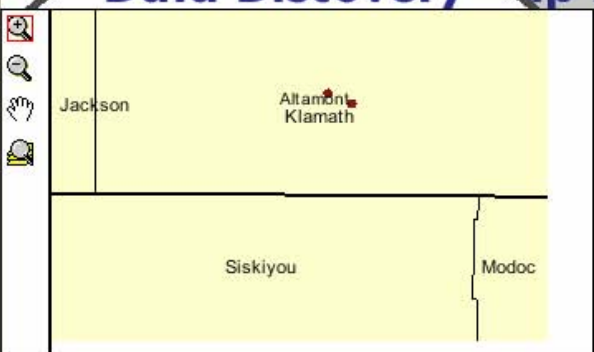 Data Discovery
Jackson
Altamont
Klamath
Siskiyou
Modoc